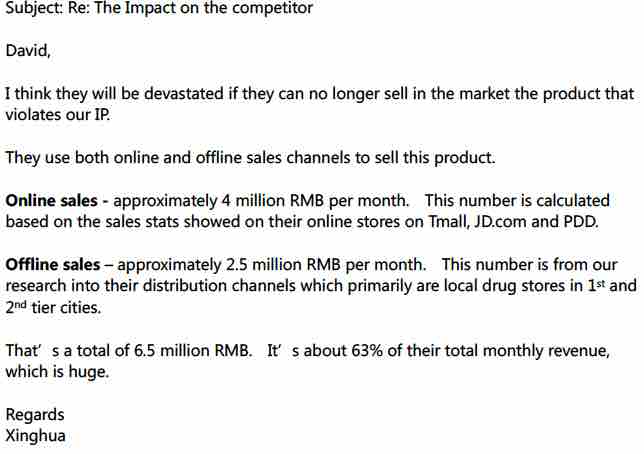 Subject: Re: The Impact on the competitor
David,
I think they will be devastated if they can no longer sell in the market the product that
violates our IP.
They use both online and offline sales channels to sell this product.
Online sales - approximately 4 million RMB per month.   This number is calculated
based on the sales stats showed on their online stores on Tmall, JD.com and PDD.
Offline sales – approximately 2.5 million RMB per month.   This number is from our
research into their distribution channels which primarily are local drug stores in 1st and
2nd tier cities.
That’ s a total of 6.5 million RMB.   It’ s about 63% of their total monthly revenue,
which is huge.
Regards
Xinghua